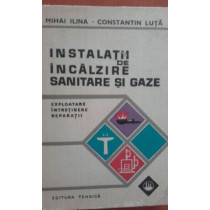 MIHAI ILINA - CONSTANTIN LUȚĂ
INSTALAȚII
DE
ÎNCĂLZIRE
SANITARE ȘI GAZE
EXPLOATARE
ÎNTREȚINERE
REPARAȚII
EDITURA TEHNICĂ